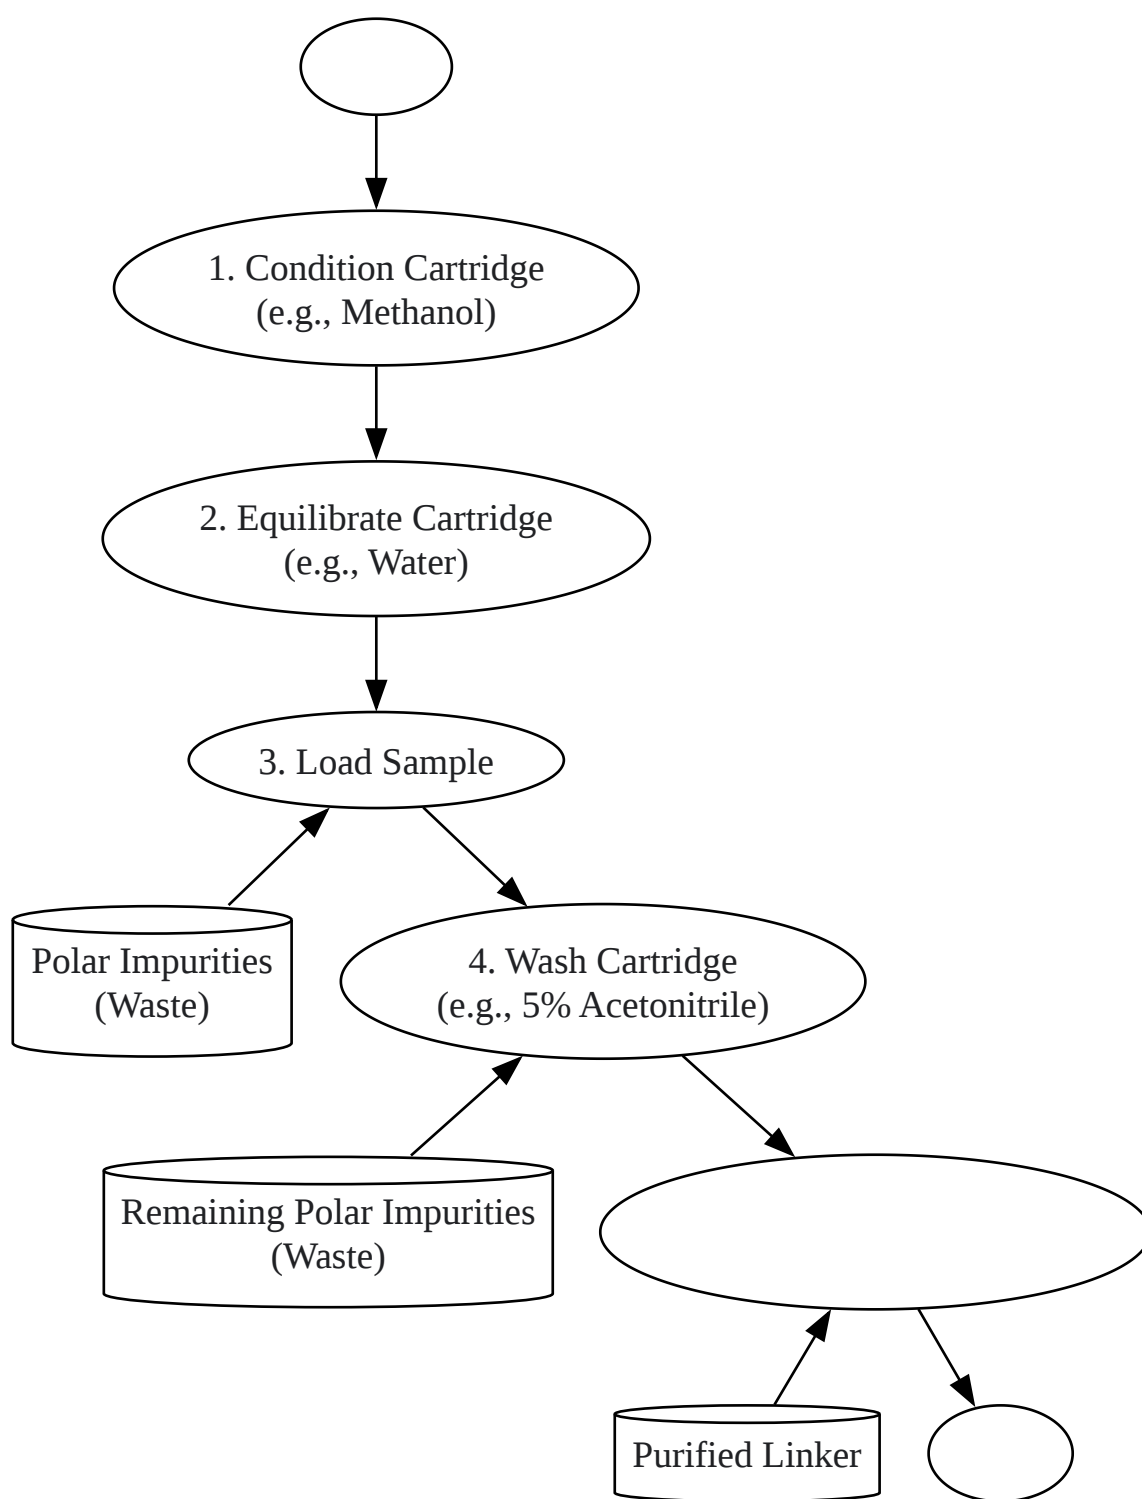 1. Condition Cartridge
(e.g., Methanol)
2. Equilibrate Cartridge
(e.g., Water)
3. Load Sample
Polar Impurities
(Waste)
4. Wash Cartridge
(e.g., 5% Acetonitrile)
Remaining Polar Impurities
(Waste)
Purified Linker